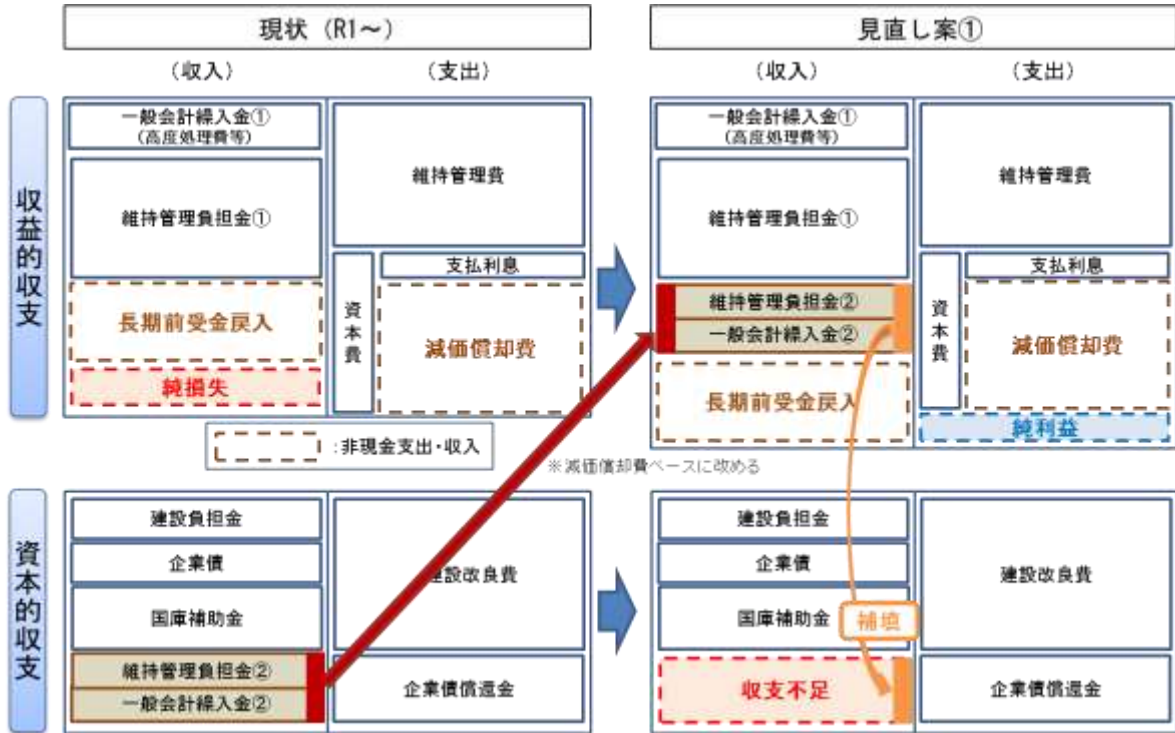 現状（R1～）
見直し案①
（収入）
（支出）
（収入）
（支出）
収益的収支
一般会計繰入金①
（高度処理費等）
維持管理負担金①
長期前受金戻入
純損失
維持管理費
資本費
支払利息
減価償却費
一般会計繰入金①
（高度処理費等）
維持管理負担金①
維持管理負担金②
一般会計繰入金②
長期前受金戻入
維持管理費
資本費
支払利息
減価償却費
純利益
：非現金支出・収入
※減価償却費ベースに改める
資本的収支
建設負担金
企業債
国庫補助金
維持管理負担金②
一般会計繰入金②
建設改良費
企業債償還金
建設負担金
企業債
国庫補助金
補填
収支不足
建設改良費
企業債償還金